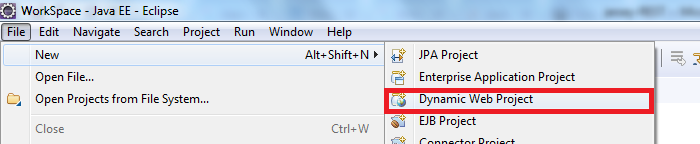 WorkSpace - Java EE - Eclipse
File Edit Navigate Search Project Run Window Help
New Alt+Shift+N
JPA Project
Open File...
Enterprise Application Project
Open Projects from File System...
Dynamic Web Project
EJB Project
Close Ctrl+W
Connector Project